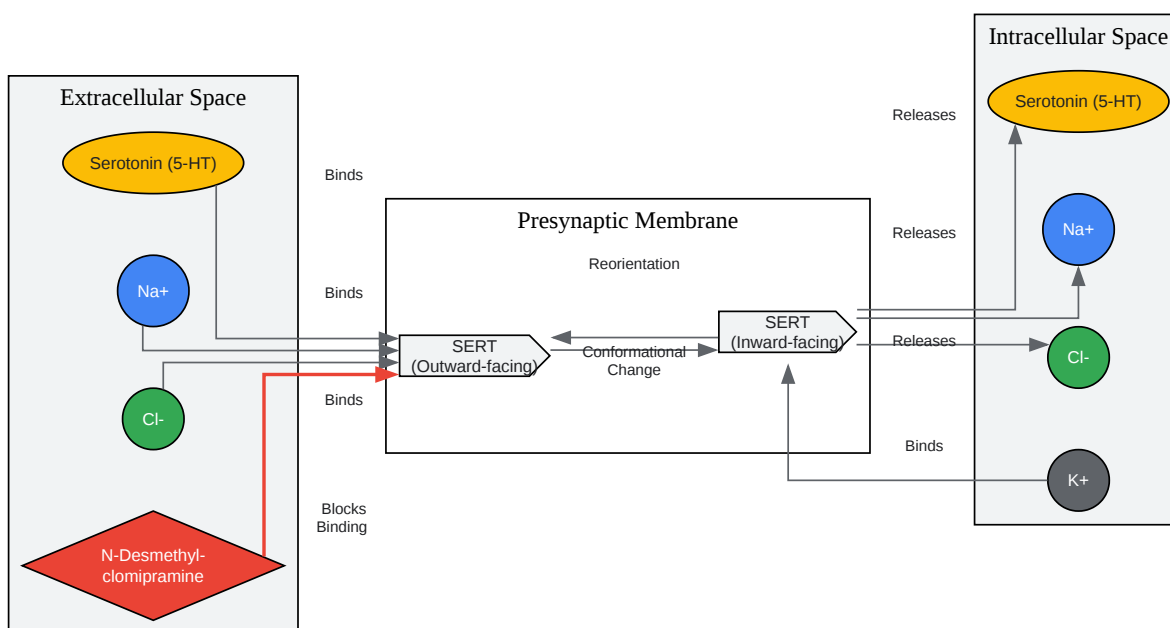 Extracellular Space
Serotonin (5-HT)
Na+
Cl-
N-Desmethyl-
clomipramine
Binds
Binds
Binds
Blocks
Binding
Presynaptic Membrane
Reorientation
SERT
(Outward-facing)
Conformational
Change
SERT
(Inward-facing)
Releases
Releases
Releases
Binds
Intracellular Space
Serotonin (5-HT)
Na+
Cl-
K+